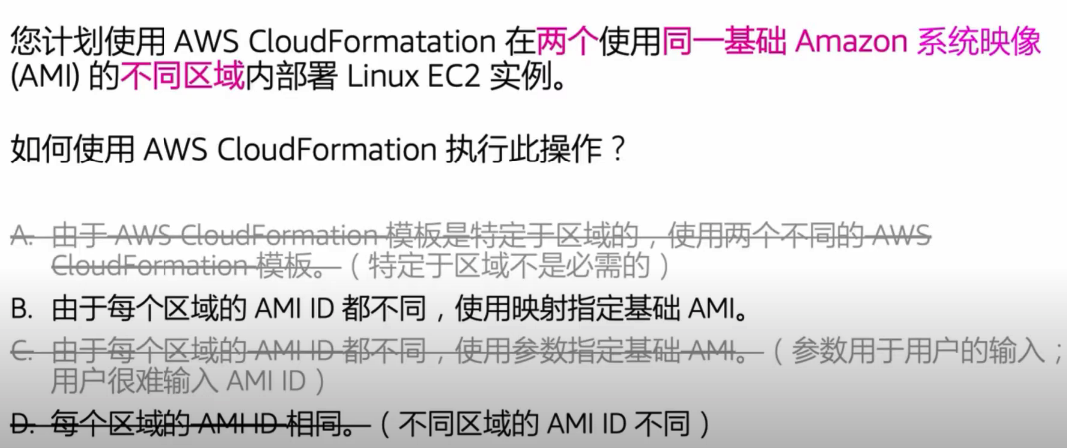 您计划使用 AWS CloudFormatation 在两个使用同一基础 Amazon 系统映像
(AMI) 的不同区域内部署 Linux EC2 实例。
如何使用 AWS CloudFormation 执行此操作？
A. 由于 AWS CloudFormation 模板是特定于区域的，使用两个不同的 AWS
CloudFormation 模板。（特定于区域不是必需的）
B. 由于每个区域的 AMI ID 都不同，使用映射指定基础 AMI。
C. 由于每个区域的 AMI ID 都不同，使用参数指定基础 AMI。（参数用于用户的输入；
用户很难输入 AMI ID）
D. 每个区域的 AMI ID 相同。（不同区域的 AMI ID 不同）